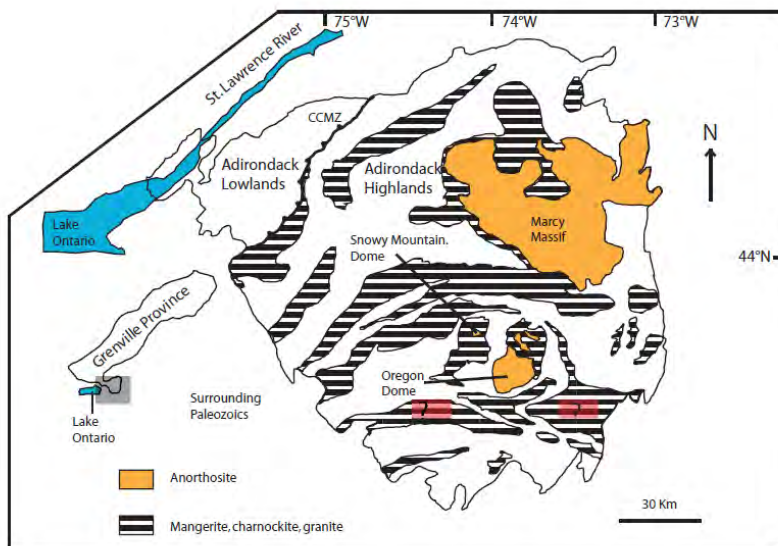 75°W
74°W
73°W
St. Lawrence River
CCMZ
N
Adirondack
Lowlands
Adirondack
Highlands
Lake
Ontario
Marcy
Massif
Snowy Mountain.
Dome
44°N
Grenville Province
Oregon
Dome
Surrounding
Paleozoics
Lake
Ontario
Anorthosite
30 Km
Mangerite, charnockite, granite